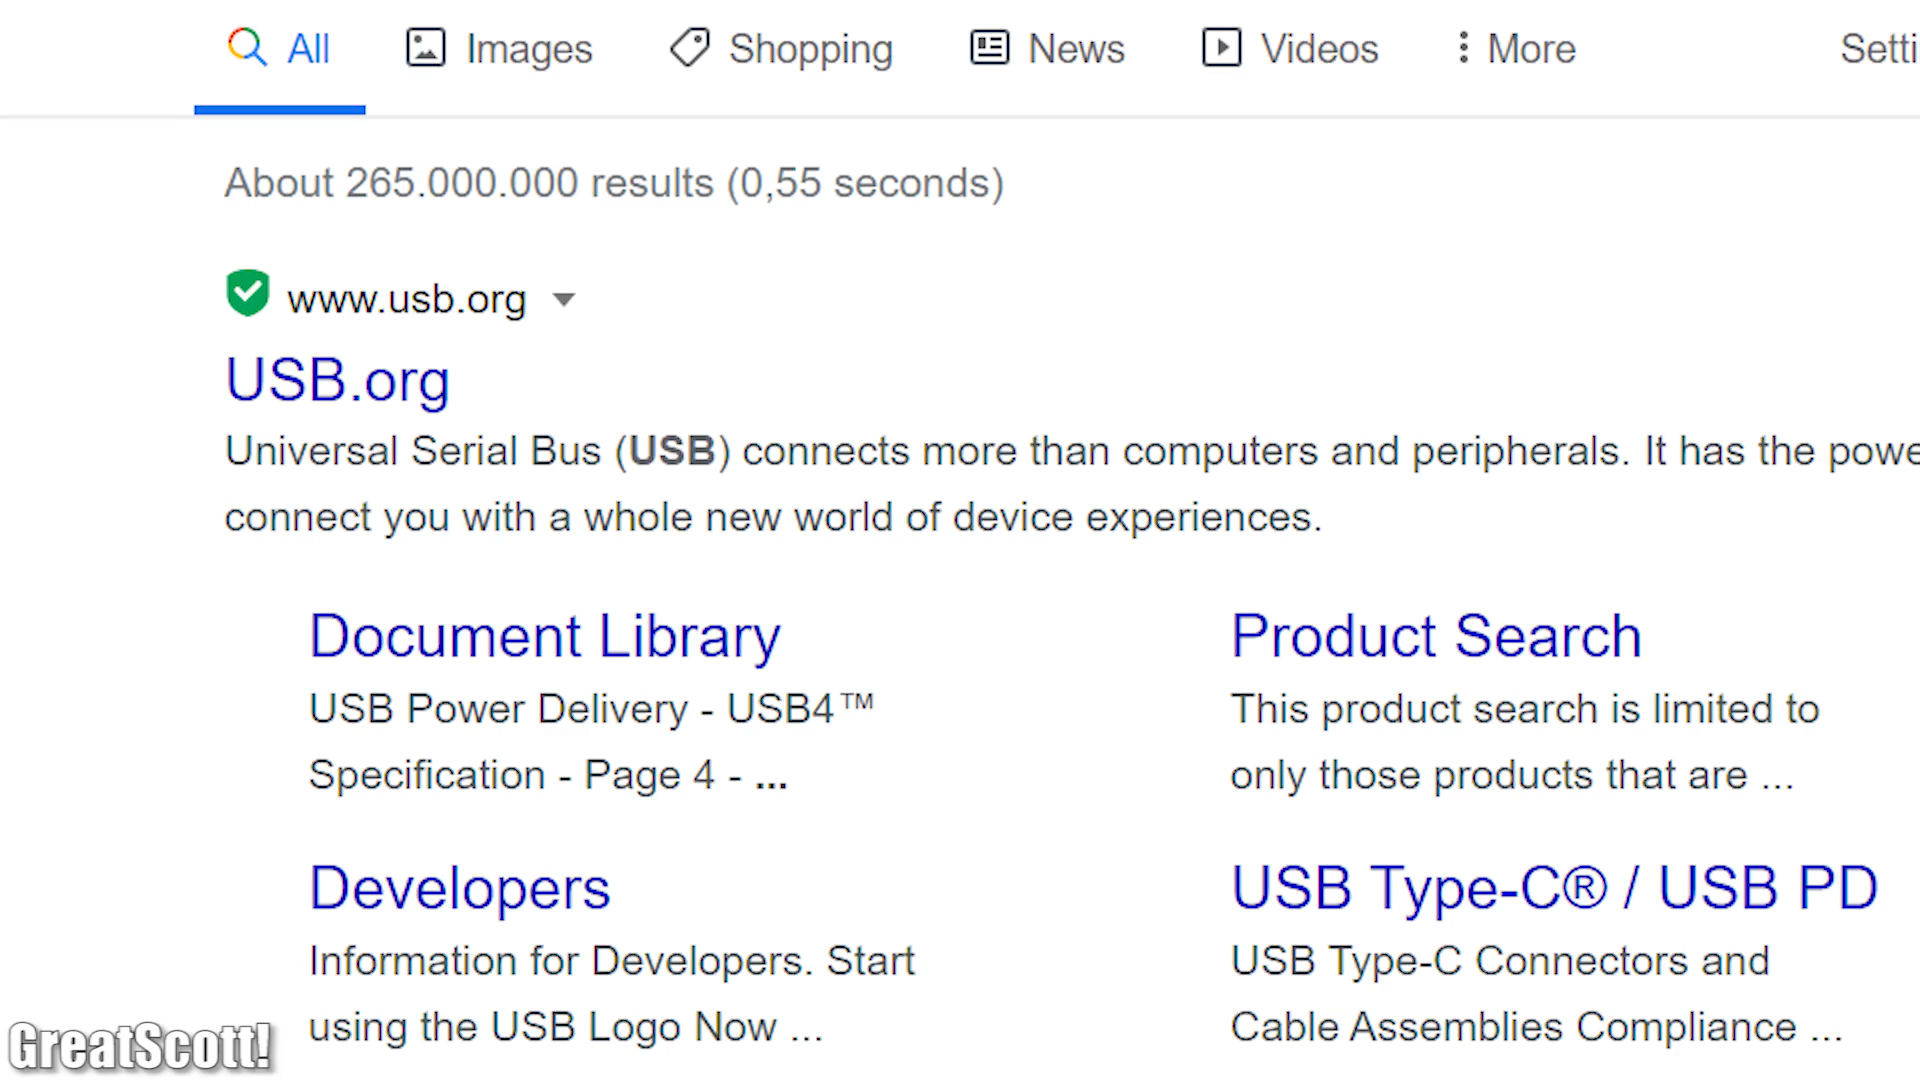 All Images Shopping News Videos More Setti
About 265.000.000 results (0,55 seconds)
www.usb.org
USB.org
Universal Serial Bus (USB) connects more than computers and peripherals. It has the powe
connect you with a whole new world of device experiences.
Document Library
USB Power Delivery - USB4™
Specification - Page 4 - ...
Product Search
This product search is limited to
only those products that are ...
Developers
Information for Developers. Start
using the USB Logo Now ...
USB Type-C® / USB PD
USB Type-C Connectors and
Cable Assemblies Compliance ...
GreatScott!